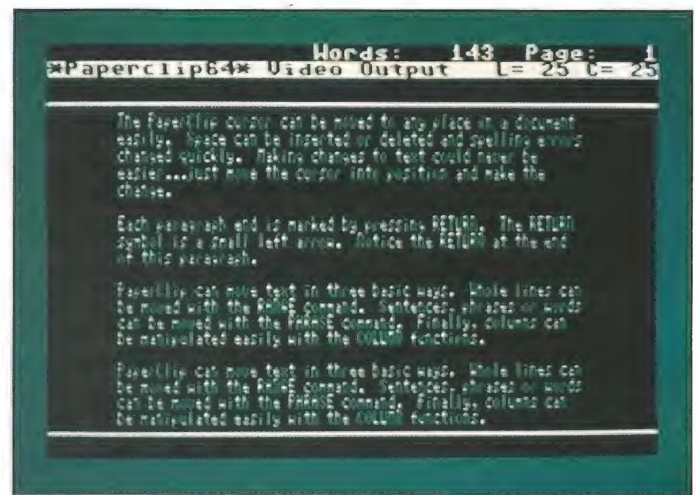 Words: 143 Page: 1
*Paperclip64* Video Output L= 25 C= 25
The PaperClip cursor can be moved to any place in a document
easily. Space can be inserted or deleted and spelling errors
changed quickly. Making changes to text could never be
easier...just move the cursor into position and make the
change.
Each paragraph end is marked by pressing RETURN. The RETURN
symbol is a small left arrow. Notice the RETURN at the end
of this paragraph.
PaperClip can move text in three basic ways. Whole lines can
be moved with the RANGE command. Sentences, phrases or words
can be moved with the PHRASE command. Finally, columns can
be manipulated easily with the COLUMN functions.
PaperClip can move text in three basic ways. Whole lines can
be moved with the RANGE command. Sentences, phrases or words
can be moved with the PHRASE command. Finally, columns can
be manipulated easily with the COLUMN functions.